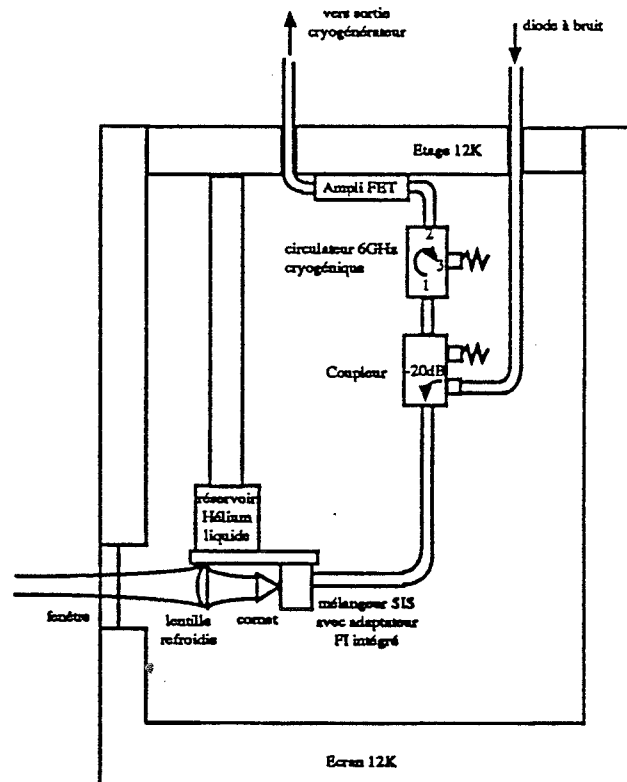 vers sortie
cryogénérateur
diode à bruit
Etage 12K
Ampli FET
circulateur 6GHz
cryogénique
2
3
1
Coupleur
-20dB
réservoir
Hélium
liquide
fenêtre
lentille
refroidie
cornet
mélangeur SIS
avec adaptateur
FI intégré
Ecran 12K